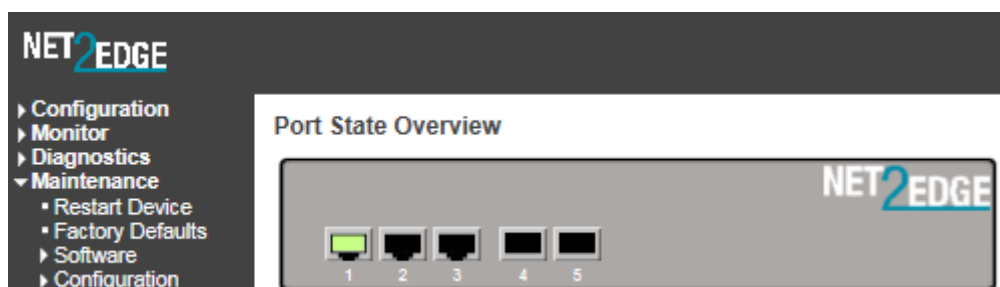 NET2EDGE
Configuration
Monitor
Diagnostics
Maintenance
Restart Device
Factory Defaults
Software
Configuration
Port State Overview
NET2EDGE
1 2 3 4 5